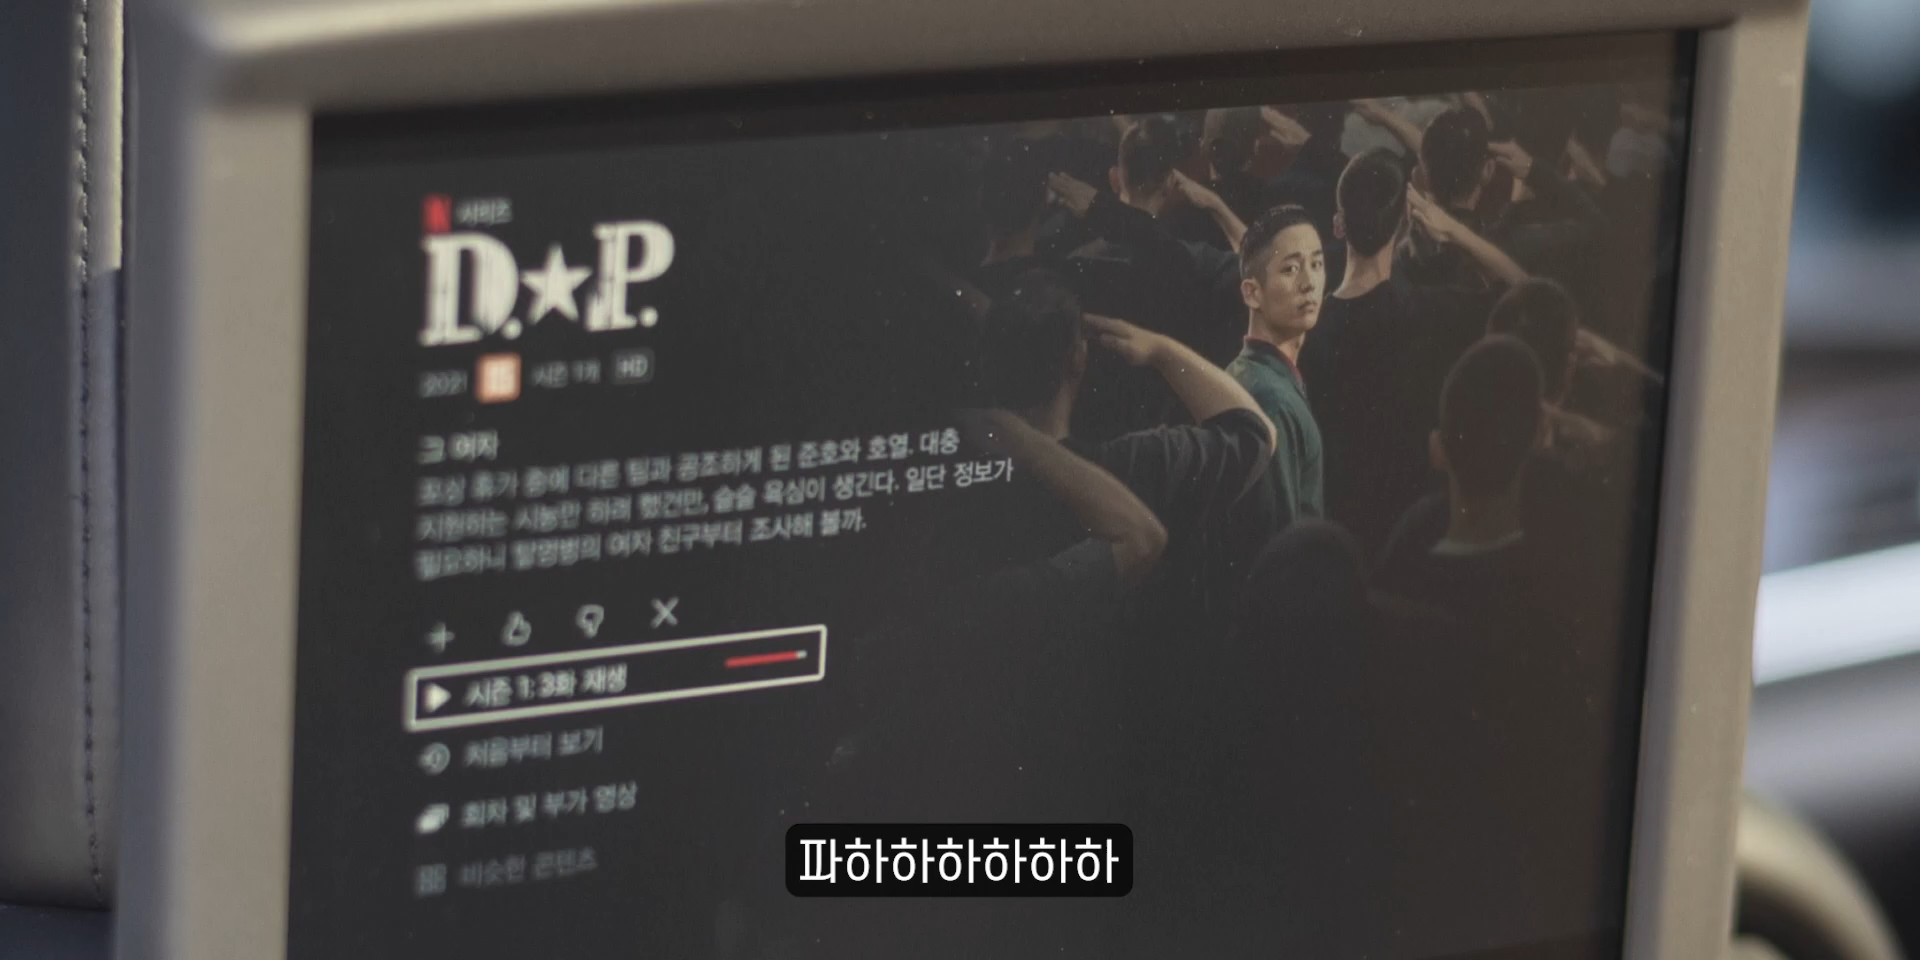 N 시리즈
D.★P.
2021 15 시즌 1개 HD
그 여자
포상 휴가 중에 다른 팀과 공조하게 된 준호와 호열. 대충
지원하는 시늉만 하려 했건만, 슬슬 욕심이 생긴다. 일단 정보가
필요하니 탈영병의 여자 친구부터 조사해 볼까.
시즌 1: 3화 재생
처음부터 보기
회차 및 부가 영상
비슷한 콘텐츠
파하하하하하하